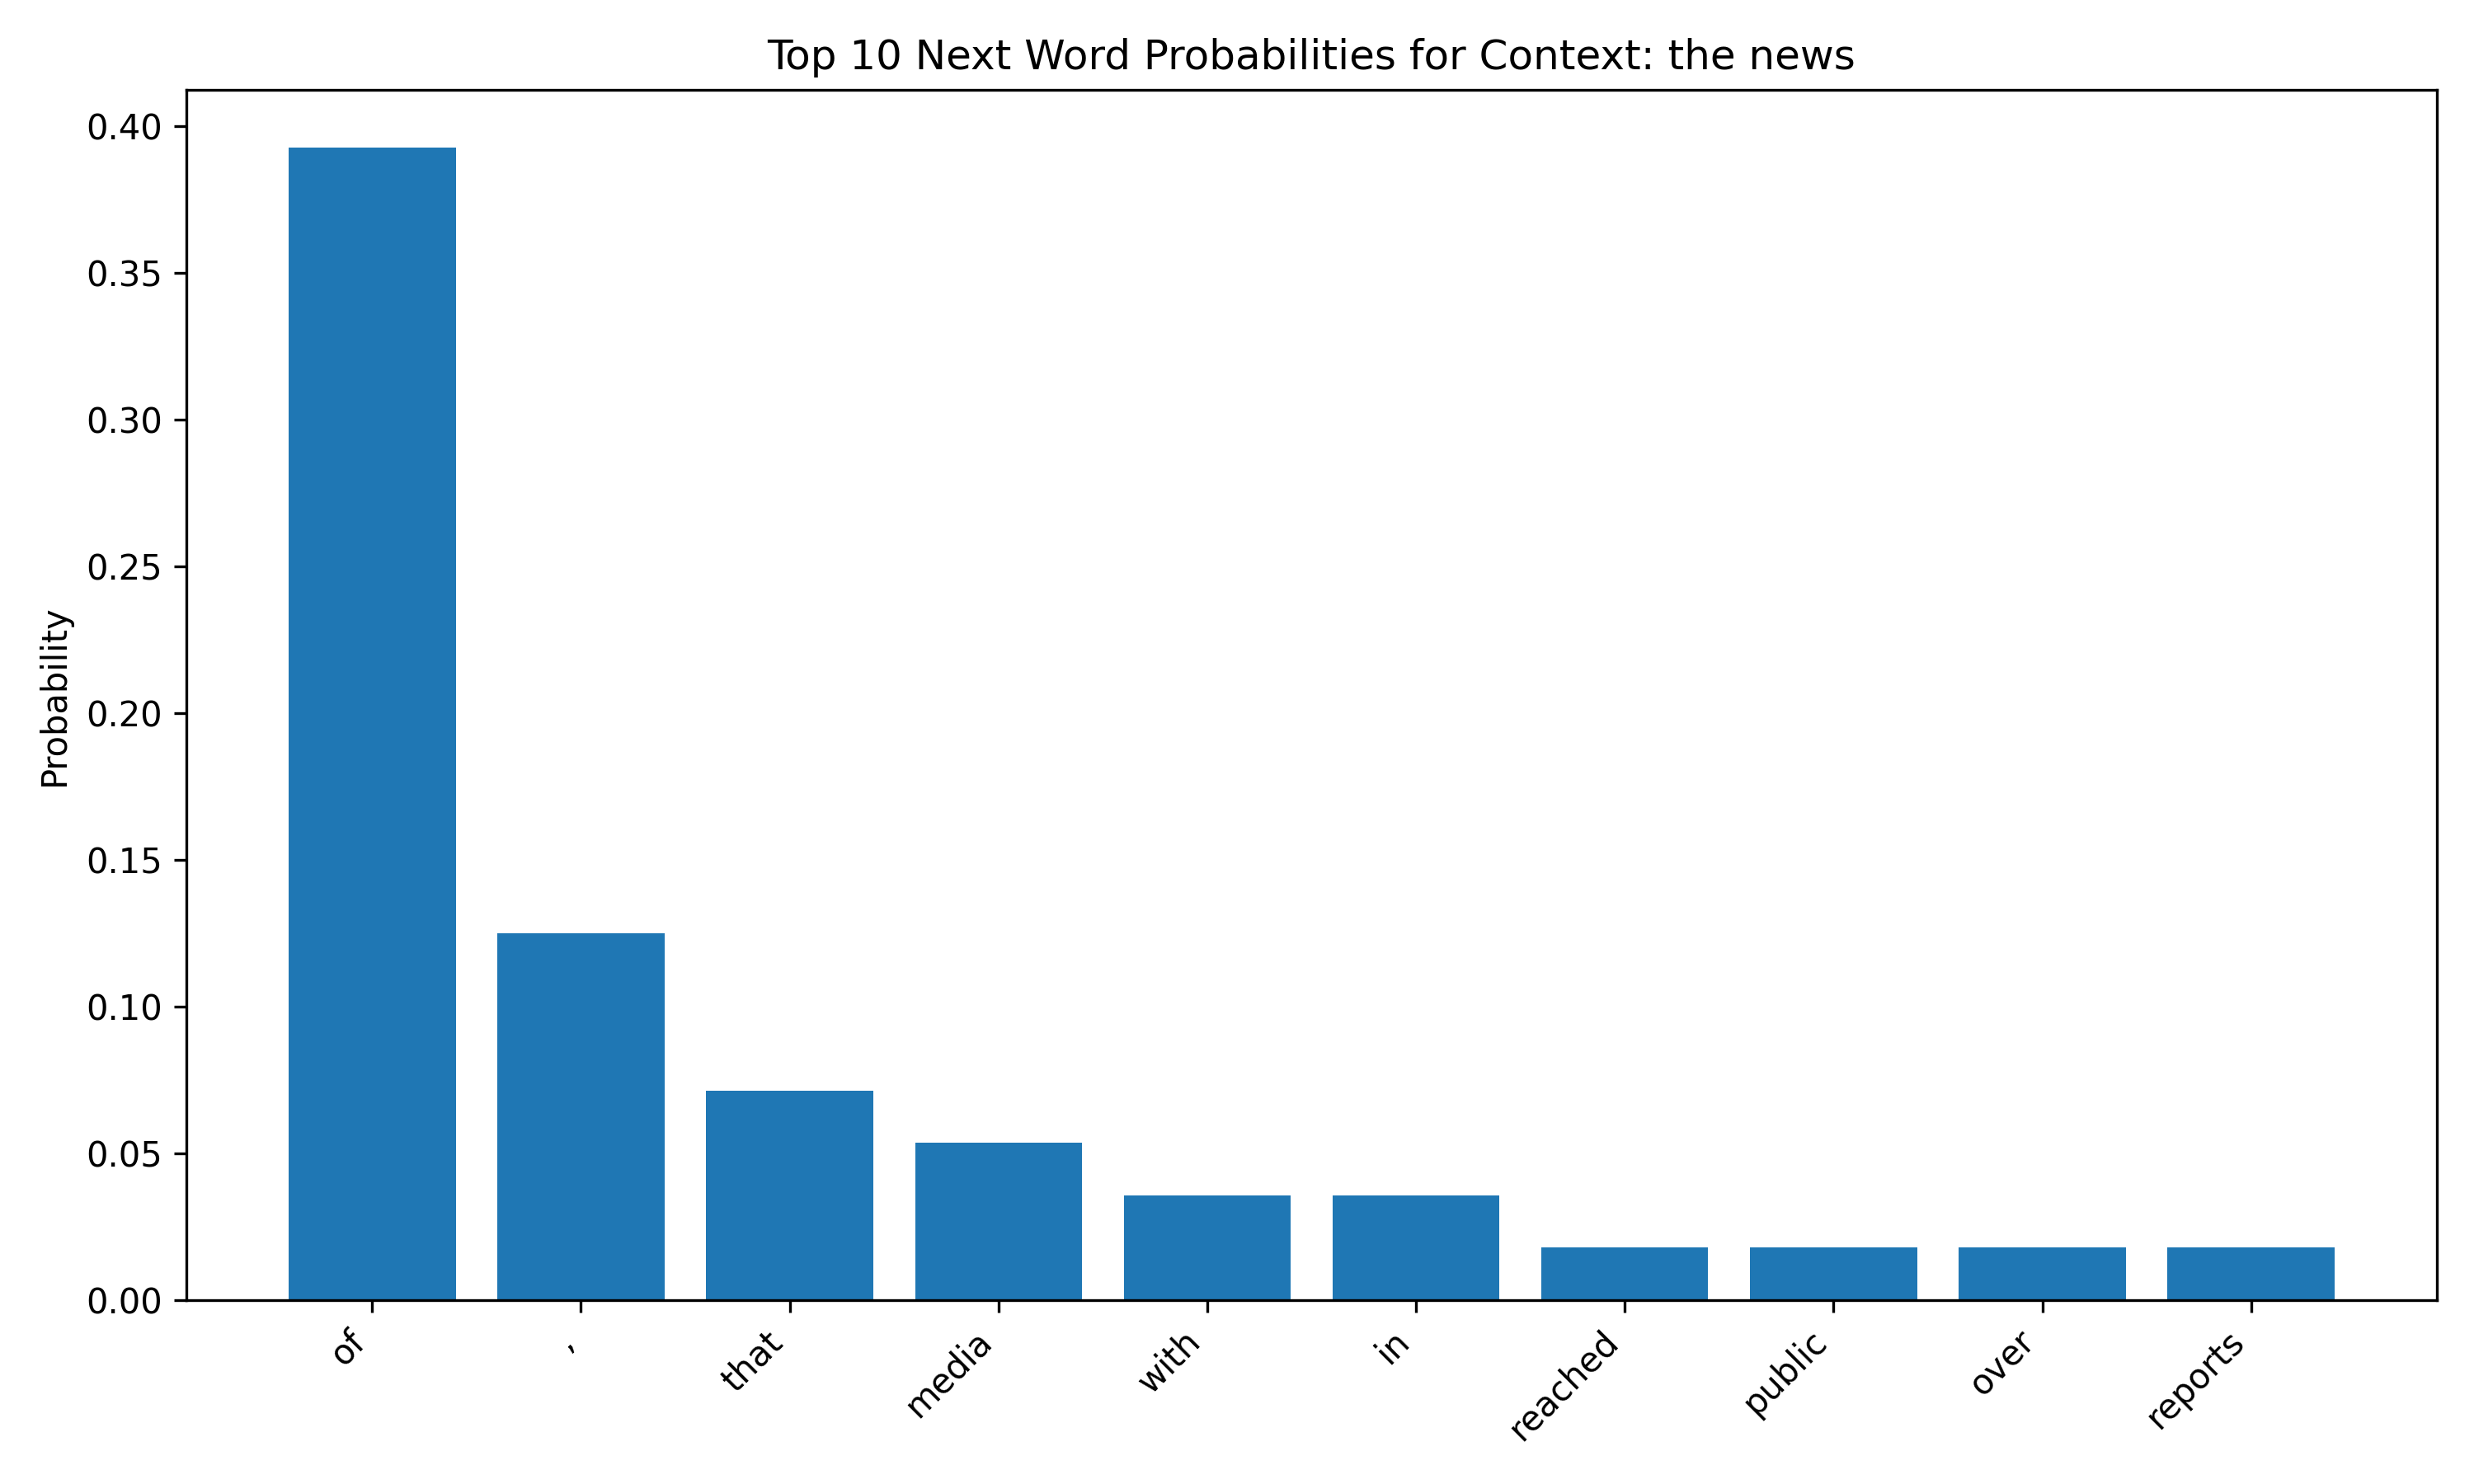 Top 10 Next Word Probabilities for Context: the news
0.40
0.35
0.30
0.25
0.20
0.15
0.10
0.05
0.00
Probability
of
,
that
media
with
in
reached
public
over
reports